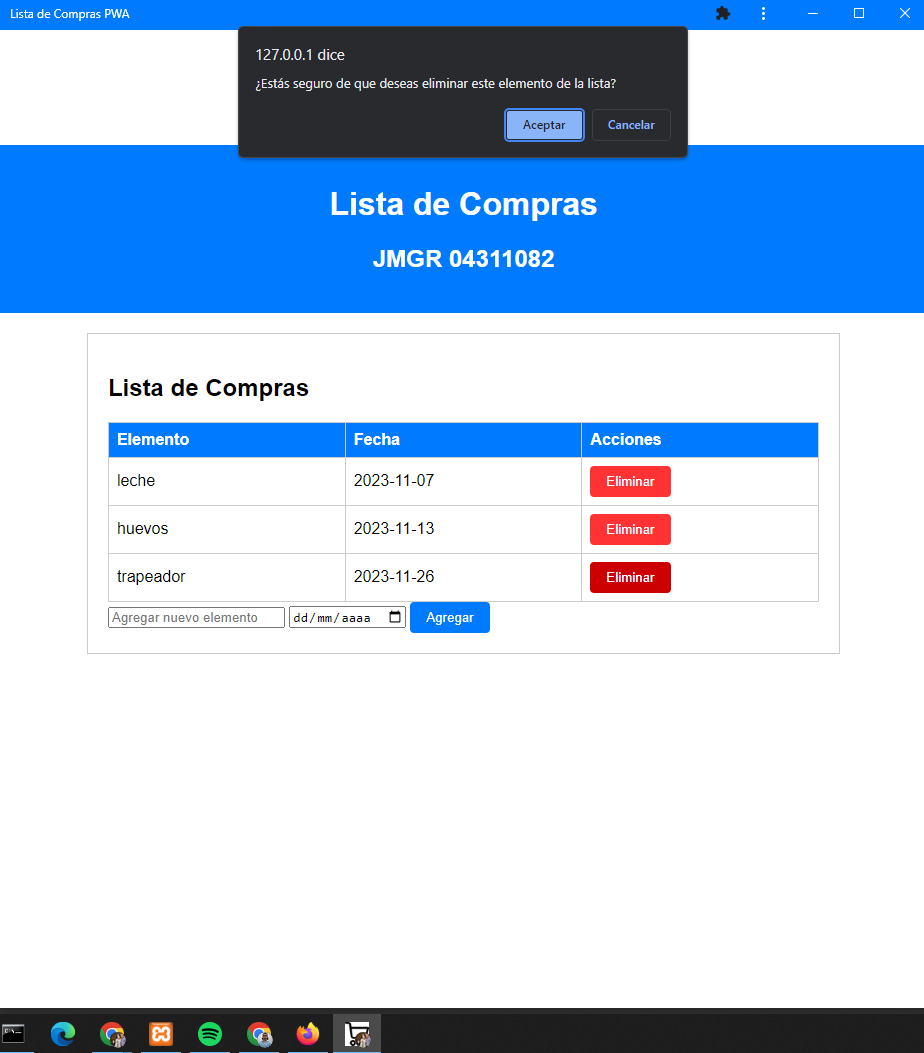 Lista de Compras PWA
127.0.0.1 dice
¿Estás seguro de que deseas eliminar este elemento de la lista?
Aceptar Cancelar
Lista de Compras
JMGR 04311082
Lista de Compras
Elemento Fecha Acciones
leche 2023-11-07 Eliminar
huevos 2023-11-13 Eliminar
trapeador 2023-11-26 Eliminar
Agregar nuevo elemento dd/mm/aaaa Agregar